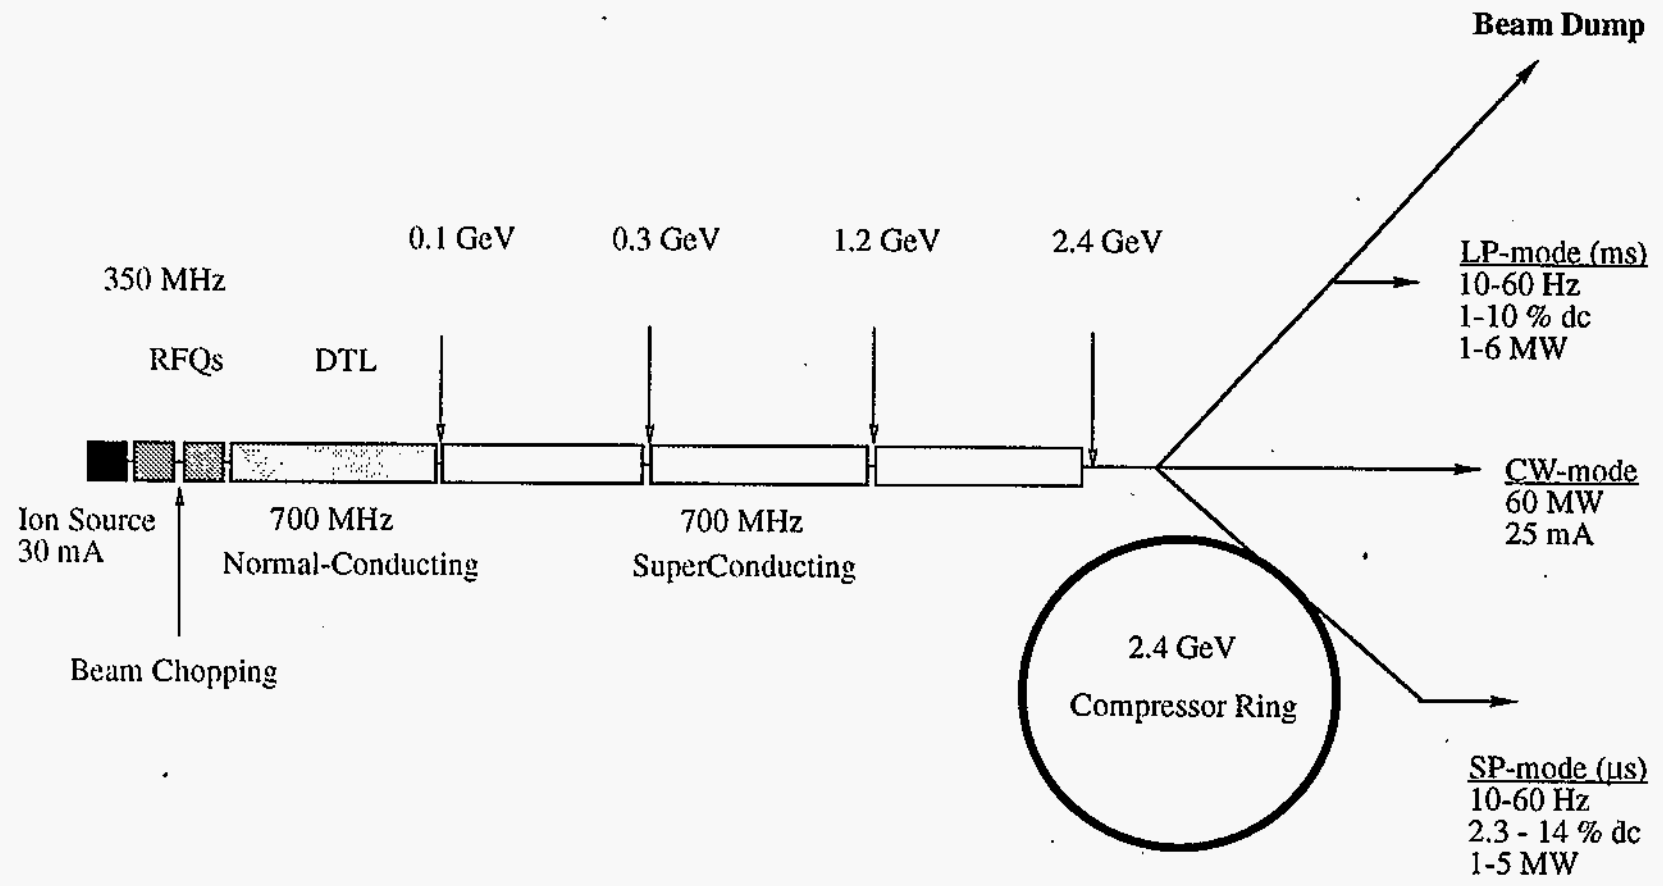 Beam Dump
0.1 GeV
0.3 GeV
1.2 GeV
2.4 GeV
350 MHz
LP-mode (ms)
10-60 Hz
1-10 % dc
1-6 MW
RFQs
DTL
CW-mode
60 MW
25 mA
Ion Source
30 mA
700 MHz
Normal-Conducting
700 MHz
SuperConducting
Beam Chopping
2.4 GeV
Compressor Ring
SP-mode (μs)
10-60 Hz
2.3 - 14 % dc
1-5 MW